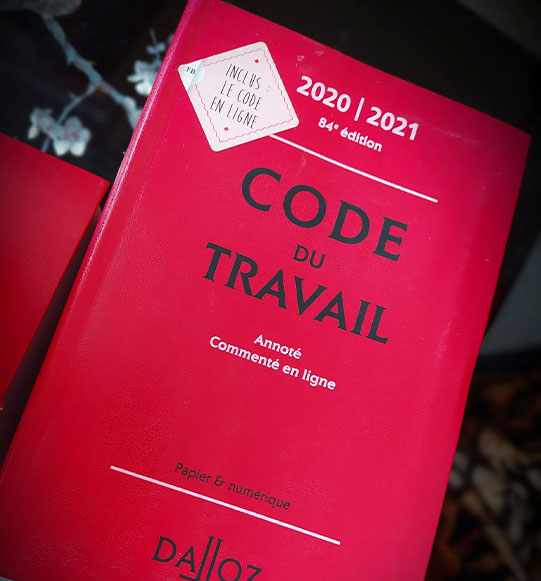 EB
INCLUS
LE CODE
EN LIGNE
2020 | 2021
84e édition
CODE
DU
TRAVAIL
Annoté
Commenté en ligne
Papier & numérique
DALLOZ